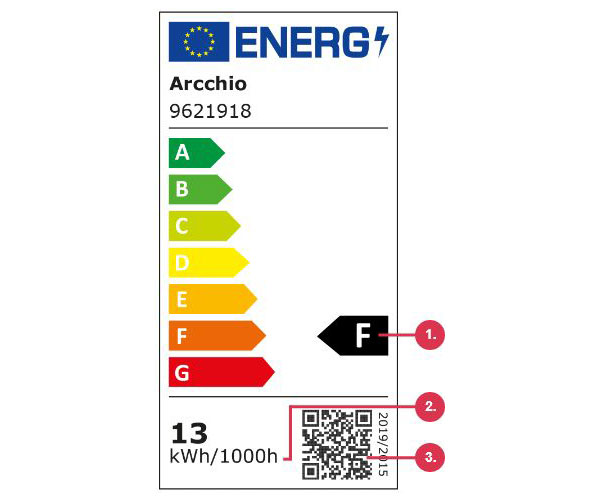 ENERG
Arcchio
9621918
A
B
C
D
E
F
F
1.
G
2.
13
kWh/1000h
2019/2015
3.